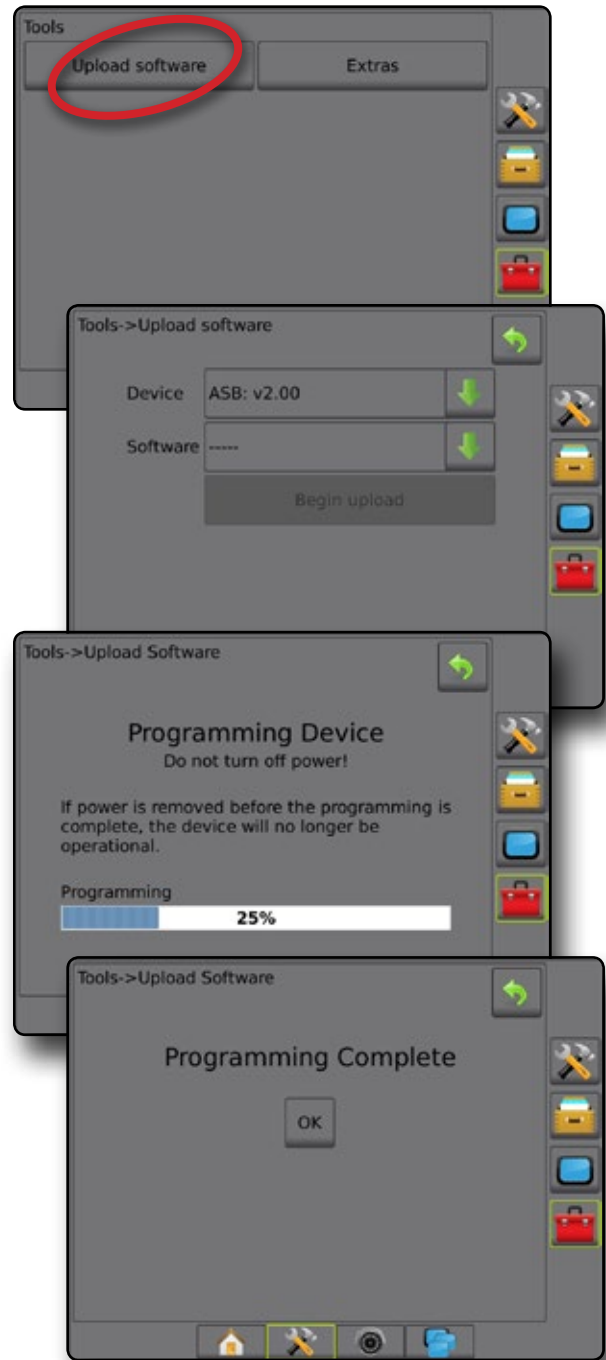 Tools
Upload software Extras
Tools->Upload software
Device ASB: v2.00
Software -----
Begin upload
Tools->Upload Software
Programming Device
Do not turn off power!
If power is removed before the programming is
complete, the device will no longer be
operational.
Programming
25%
Tools->Upload Software
Programming Complete
OK